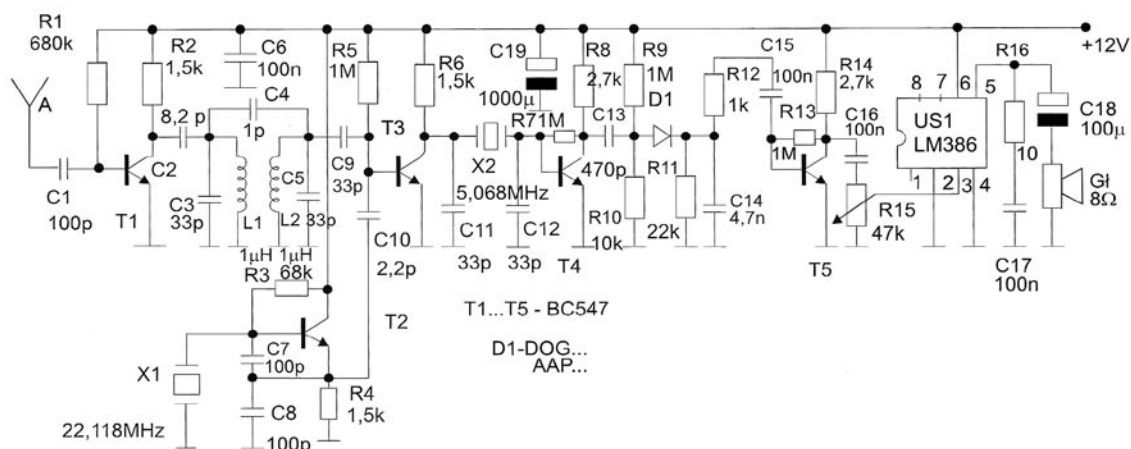 R1
680k
R2
1,5k
C6
100n
C4
1p
R5
1M
R6
1,5k
C19
1000µ
R8
2,7k
R9
1M
D1
R12
1k
C15
100n
R14
2,7k
R13
1M
C16
100n
8
7
6
5
US1
LM386
1
2
3
4
R16
10
+12V
C18
100µ
Gł
8Ω
A
8,2 p
C2
C1
100p
T1
C3
33p
L1
1µH
C5
33p
L2
1µH
C9
33p
T3
X2
5,068MHz
R71M
C13
470p
R11
22k
R10
10k
C14
4,7n
R15
47k
T5
C17
100n
C10
2,2p
C11
33p
C12
33p
T4
R3
68k
T2
T1...T5 - BC547
D1-DOG...
AAP...
C7
100p
X1
22,118MHz
C8
100p
R4
1,5k